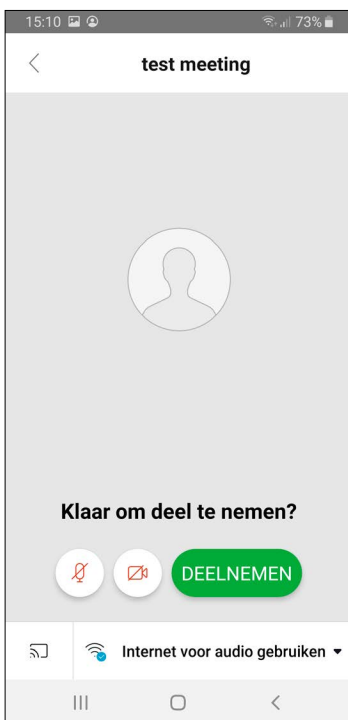 15:10 73%
test meeting
Klaar om deel te nemen?
DEELNEMEN
Internet voor audio gebruiken